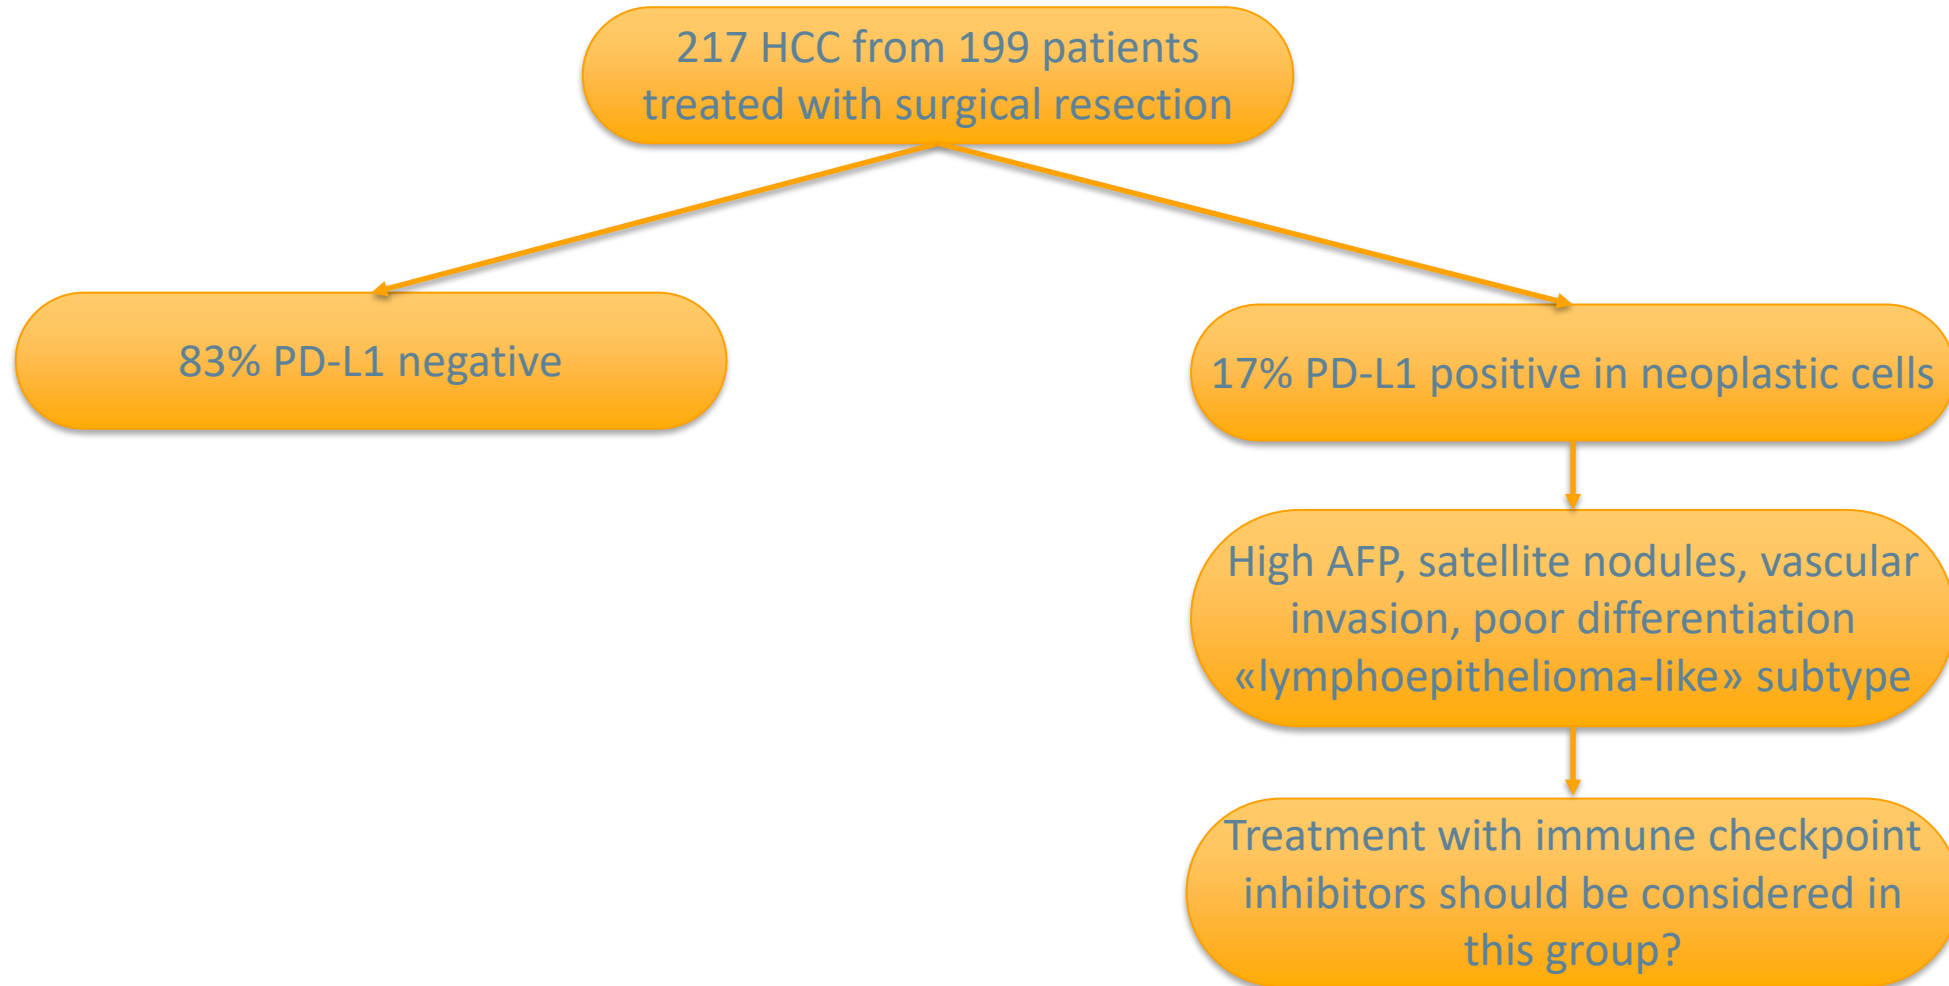 217 HCC from 199 patients
treated with surgical resection
83% PD-L1 negative
17% PD-L1 positive in neoplastic cells
High AFP, satellite nodules, vascular
invasion, poor differentiation
«lymphoepithelioma-like» subtype
Treatment with immune checkpoint
inhibitors should be considered in
this group?